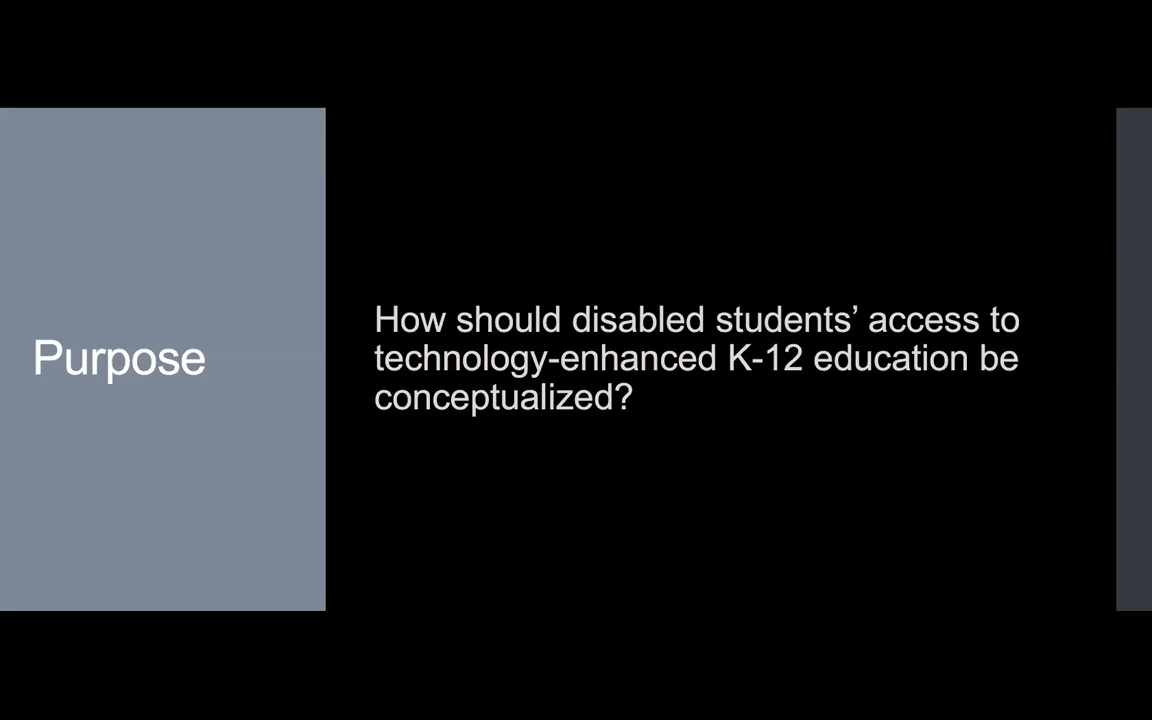 Purpose
How should disabled students’ access to
technology-enhanced K-12 education be
conceptualized?